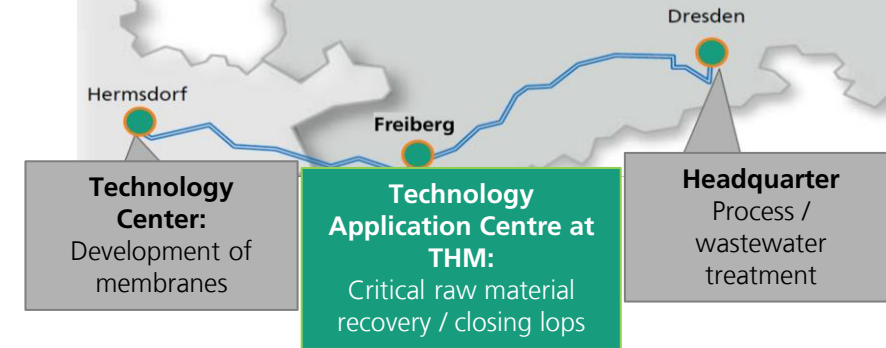 Dresden
Hermsdorf
Freiberg
Technology
Center:
Development of
membranes
Technology
Application Centre at
THM:
Critical raw material
recovery / closing lops
Headquarter
Process /
wastewater
treatment